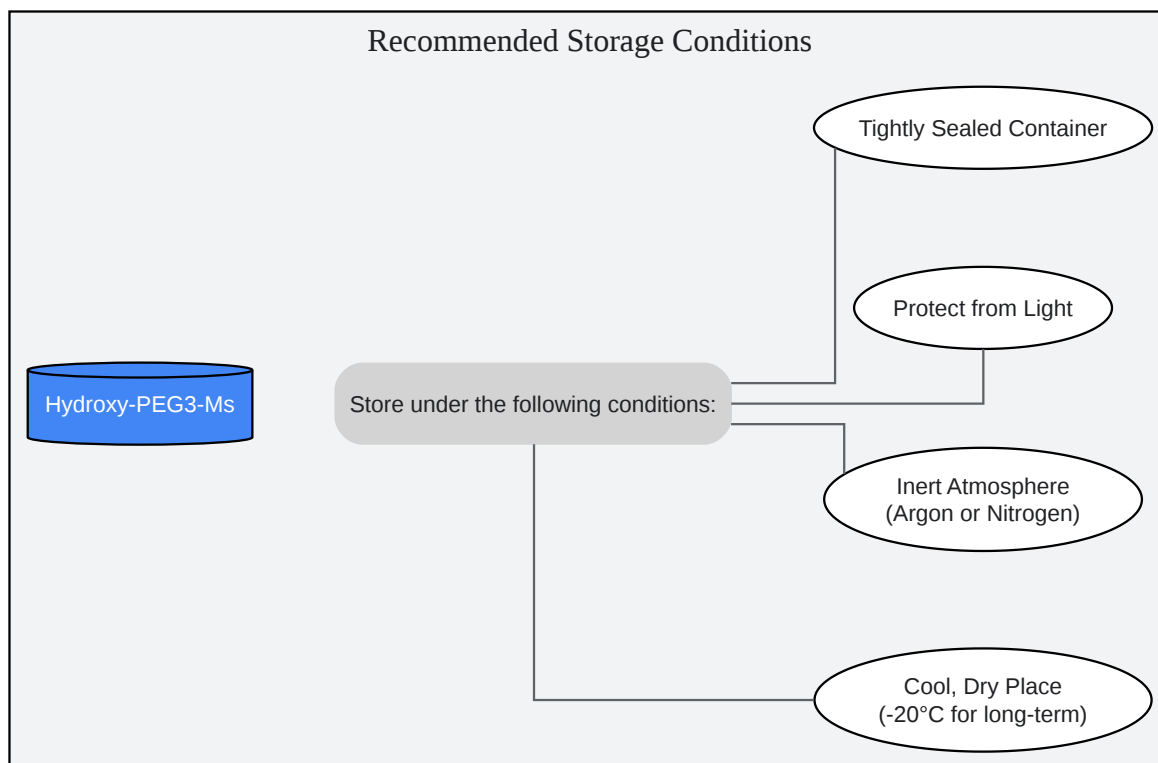 Recommended Storage Conditions
Tightly Sealed Container
Protect from Light
Hydroxy-PEG3-Ms
Store under the following conditions:
Inert Atmosphere
(Argon or Nitrogen)
Cool, Dry Place
(-20°C for long-term)